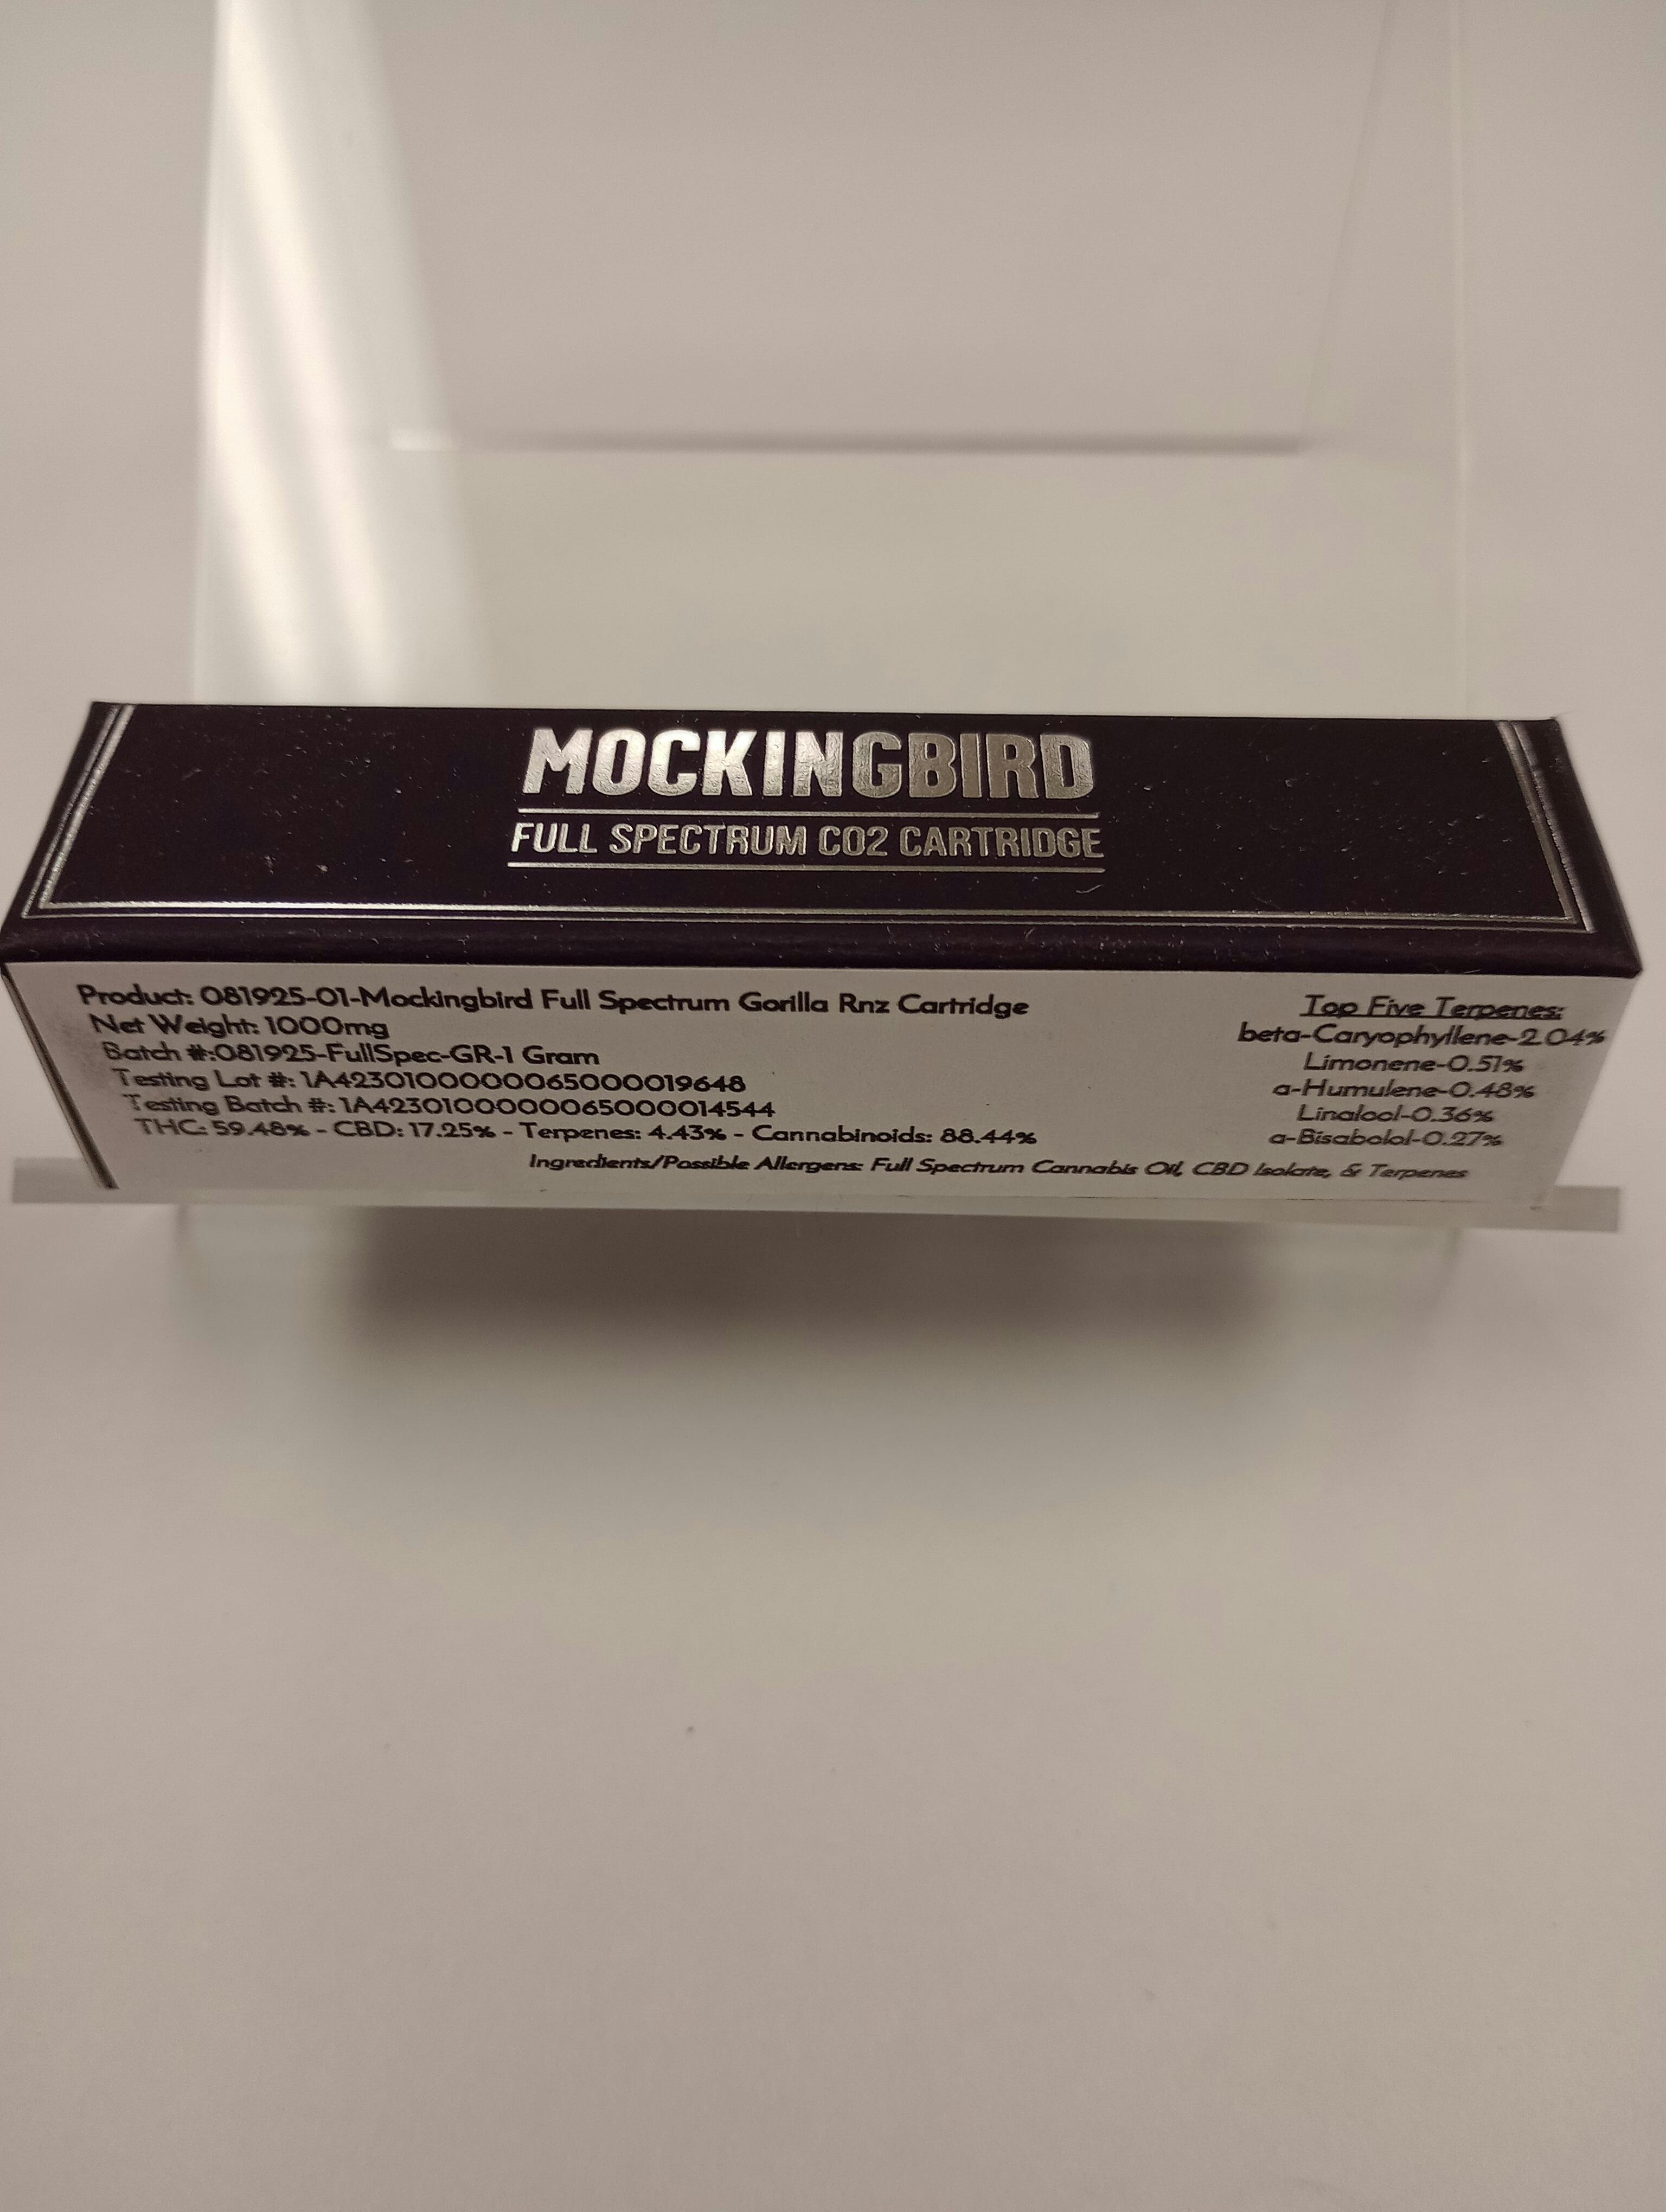 MOCKINGBIRD
FULL SPECTRUM CO2 CARTRIDGE
Product: 081925-01-Mockingbird Full Spectrum Gorilla Rnz Cartridge
Net Weight: 1000mg
Batch #:081925-FullSpec-GR-1 Gram
Testing Lot #: 1A4230100000065000019648
Testing Batch #: 1A4230100000065000014544
THC: 59.48% - CBD: 17.25% - Terpenes: 4.43% - Cannabinoids: 88.44%
Top Five Terpenes:
beta-Caryophyllene-2.04%
Limonene-0.51%
a-Humulene-0.48%
Linalool-0.36%
a-Bisabolol-0.27%
Ingredients/Possible Allergens: Full Spectrum Cannabis Oil, CBD Isolate, & Terpenes